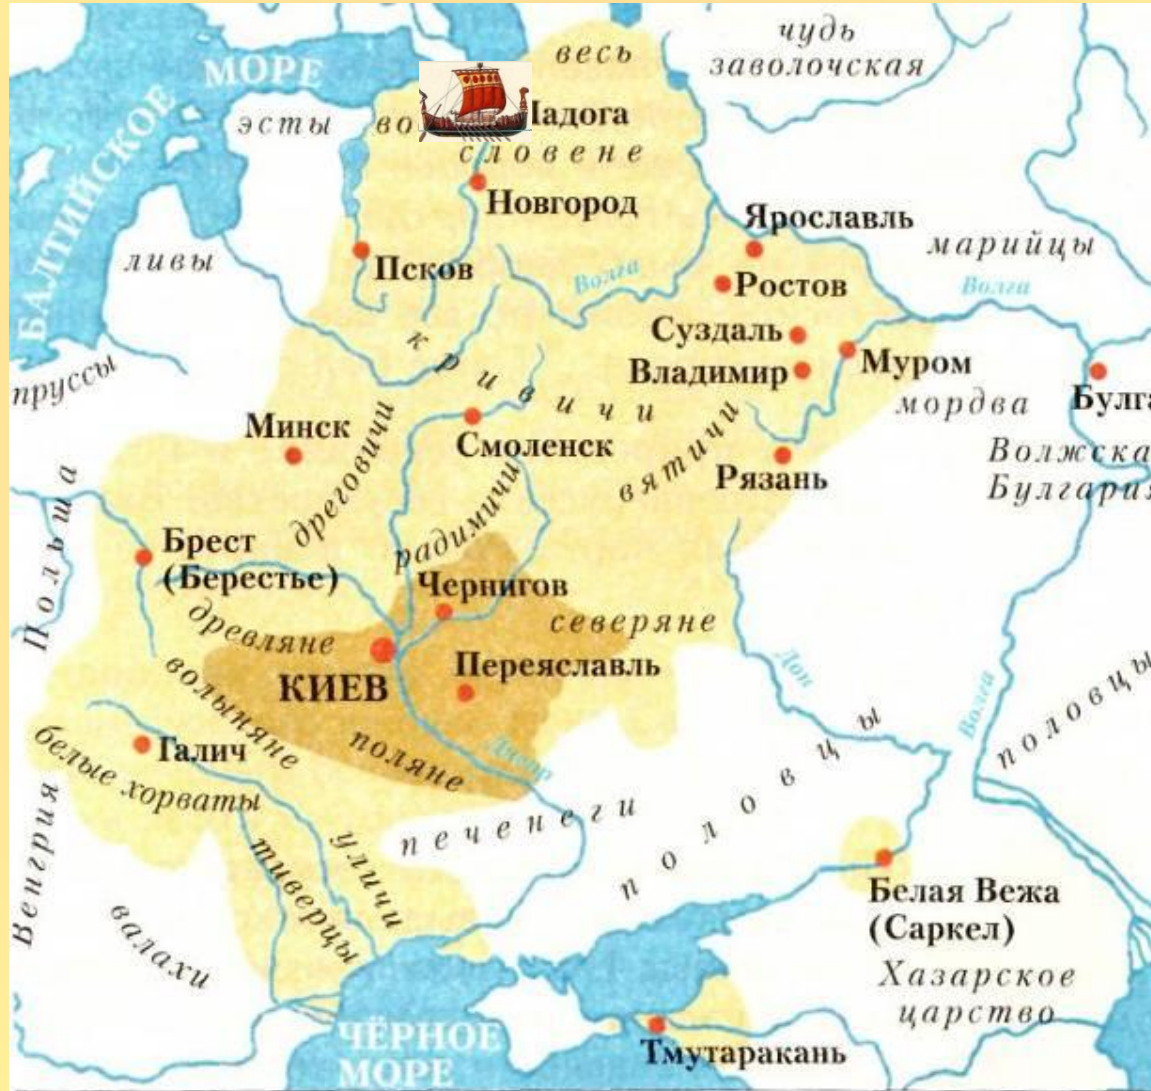 весь
чудь
заволочская
МОРЕ
БАЛТИЙСКОЕ
эсты
во
Ладога
словене
Новгород
Ярославль
марийцы
ливы
Псков
Волга
Ростов
Волга
Суздаль
Владимир
Муром
кривичи
пруссы
мордва
Булга
Минск
дреговичи
Смоленск
вятичи
Рязань
Волжска
Булгария
Польша
радимичи
Брест
(Берестье)
Чернигов
древляне
северяне
Переяславль
КИЕВ
Дон
Волга
половцы
волыняне
поляне
Днепр
Галич
белые хорваты
печенеги
половцы
Венгрия
уличи
тиверцы
валахи
Белая Вежа
(Саркел)
Хазарское
царство
ЧЁРНОЕ
МОРЕ
Тмутаракань